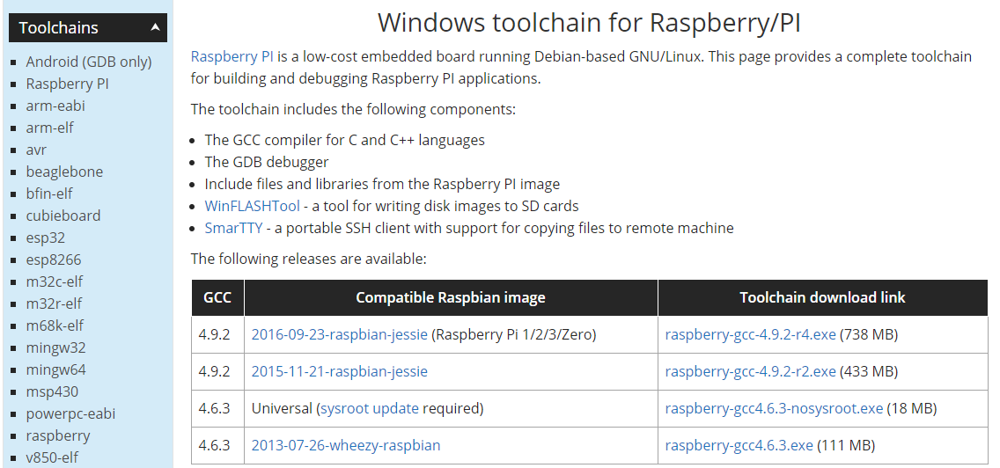 Toolchains
Android (GDB only)
Raspberry PI
arm-eabi
arm-elf
avr
beaglebone
bfin-elf
cubieboard
esp32
esp8266
m32c-elf
m32r-elf
m68k-elf
mingw32
mingw64
msp430
powerpc-eabi
raspberry
v850-elf
Windows toolchain for Raspberry/PI
Raspberry PI is a low-cost embedded board running Debian-based GNU/Linux. This page provides a complete toolchain
for building and debugging Raspberry PI applications.
The toolchain includes the following components:
The GCC compiler for C and C++ languages
The GDB debugger
Include files and libraries from the Raspberry PI image
WinFLASHTool - a tool for writing disk images to SD cards
SmarTTY - a portable SSH client with support for copying files to remote machine
The following releases are available:
GCC Compatible Raspbian image Toolchain download link
4.9.2 2016-09-23-raspbian-jessie (Raspberry Pi 1/2/3/Zero) raspberry-gcc-4.9.2-r4.exe (738 MB)
4.9.2 2015-11-21-raspbian-jessie raspberry-gcc-4.9.2-r2.exe (433 MB)
4.6.3 Universal (sysroot update required) raspberry-gcc4.6.3-nosysroot.exe (18 MB)
4.6.3 2013-07-26-wheezy-raspbian raspberry-gcc4.6.3.exe (111 MB)